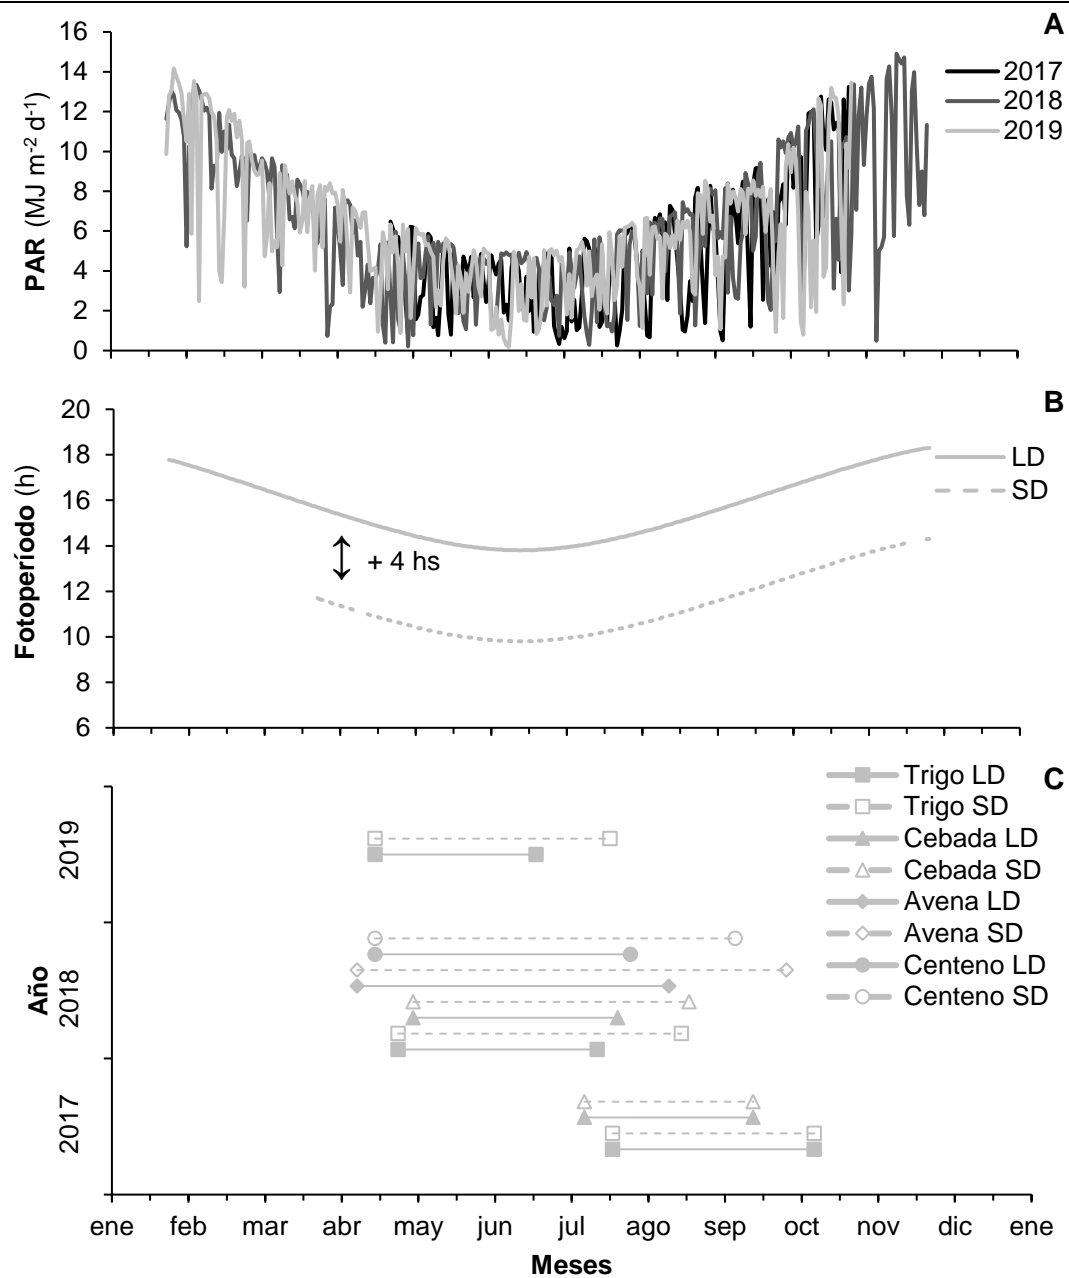 A
16
14
12
10
8
6
4
2
0
PAR (MJ m⁻² d⁻¹)
2017
2018
2019
B
20
18
16
14
12
10
8
6
Fotoperíodo (h)
LD
SD
+ 4 hs
C
Trigo LD
Trigo SD
Cebada LD
Cebada SD
Avena LD
Avena SD
Centeno LD
Centeno SD
Año
2019
2018
2017
ene feb mar abr may jun jul ago sep oct nov dic ene
Meses